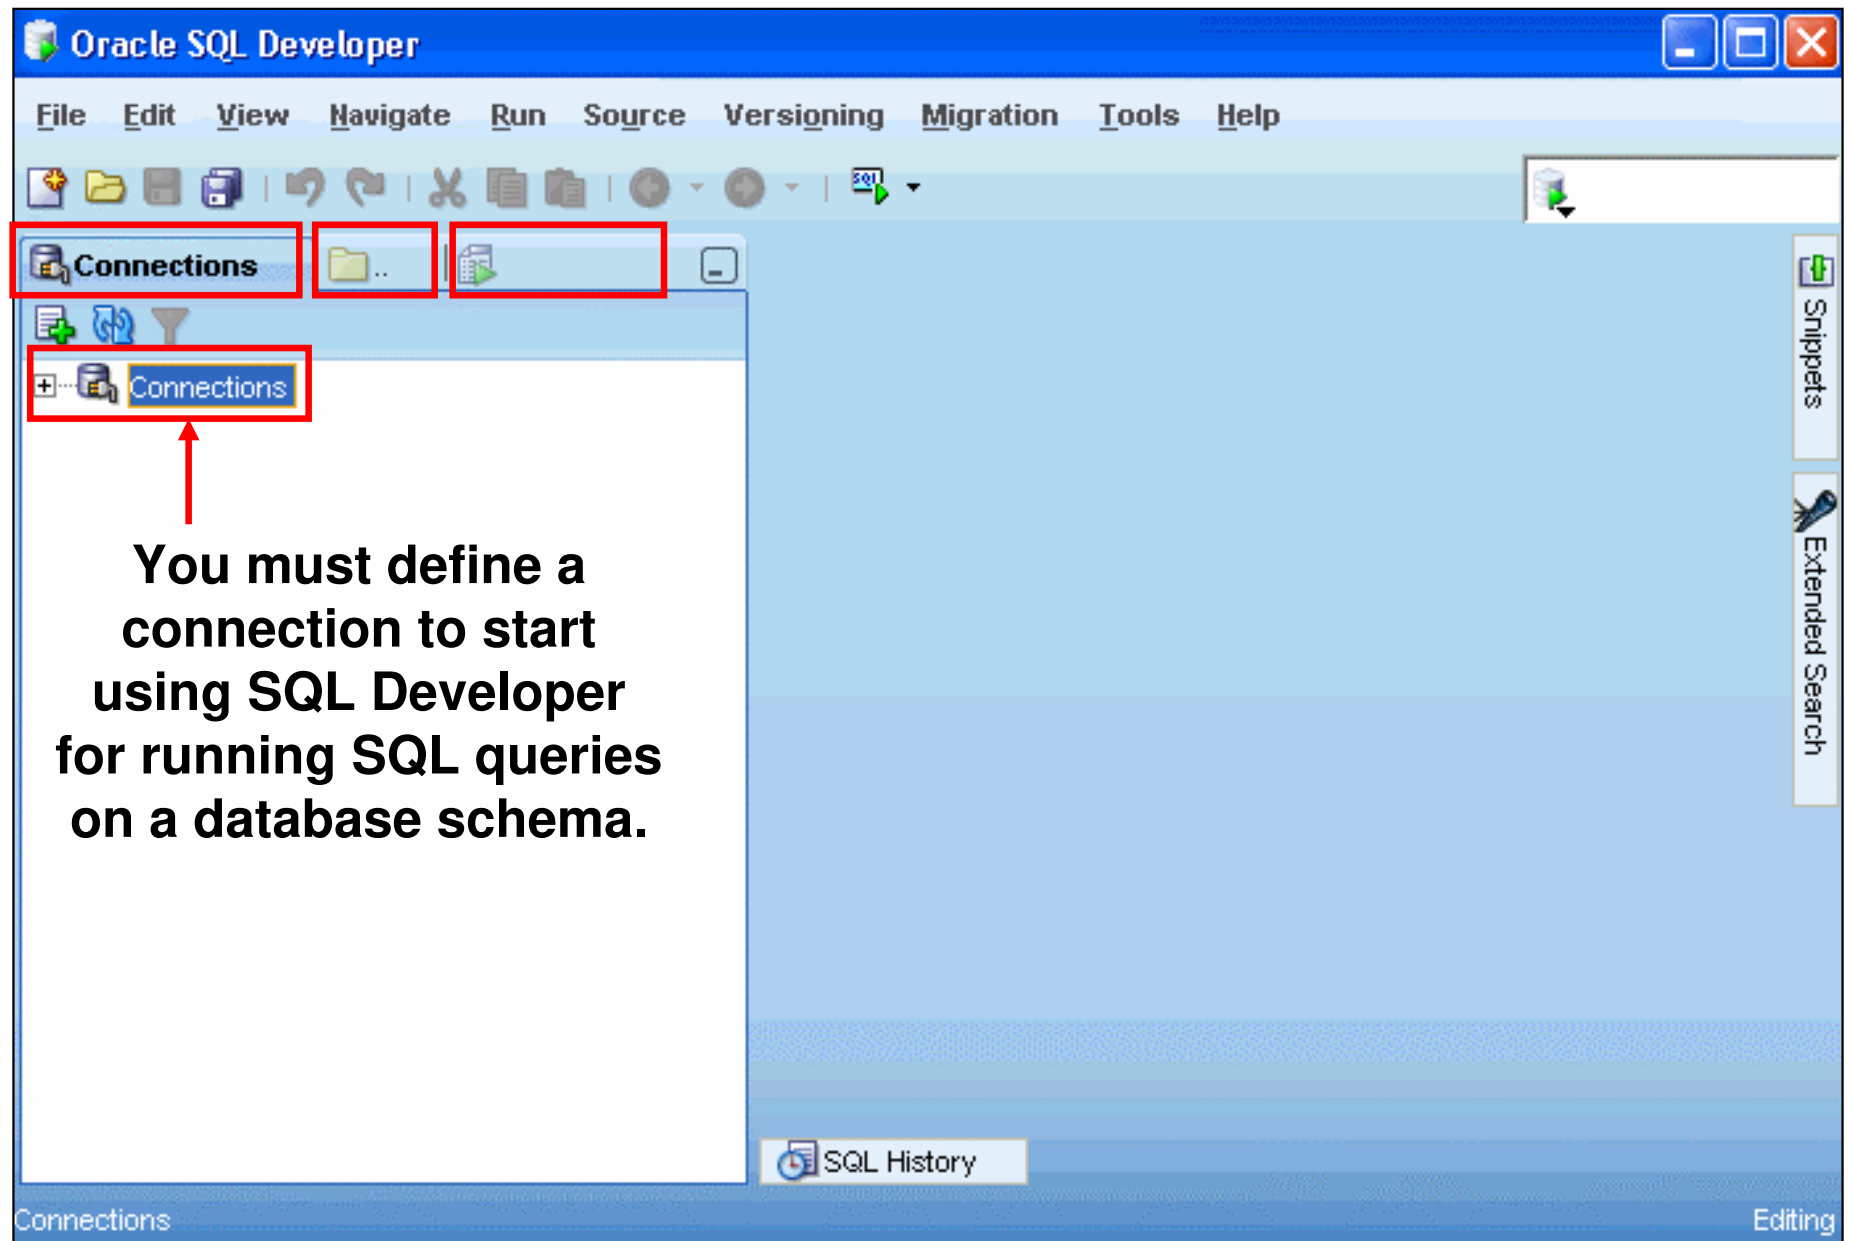 Oracle SQL Developer
File Edit View Navigate Run Source Versioning Migration Tools Help
SQL
Connections
..
Connections
You must define a
connection to start
using SQL Developer
for running SQL queries
on a database schema.
Snippets
Extended Search
SQL History
Connections
Editing